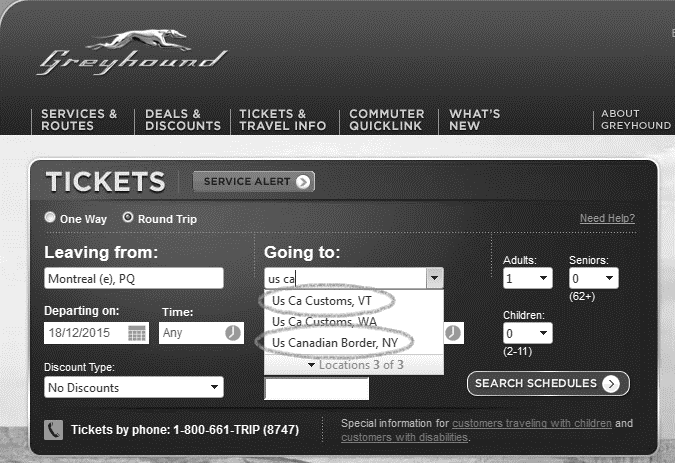 Greyhound
SERVICES & ROUTES
DEALS & DISCOUNTS
TICKETS & TRAVEL INFO
COMMUTER QUICKLINK
WHAT'S NEW
ABOUT GREYHOUND
TICKETS
SERVICE ALERT
One Way Round Trip
Need Help?
Leaving from:
Montreal (e), PQ
Going to:
us ca
Us Ca Customs, VT
Us Ca Customs, WA
Us Canadian Border, NY
Locations 3 of 3
Adults:
1
Seniors:
0
(62+)
Departing on:
18/12/2015
Time:
Any
Children:
0
(2-11)
Discount Type:
No Discounts
SEARCH SCHEDULES
Tickets by phone: 1-800-661-TRIP (8747)
Special information for customers traveling with children and
customers with disabilities.